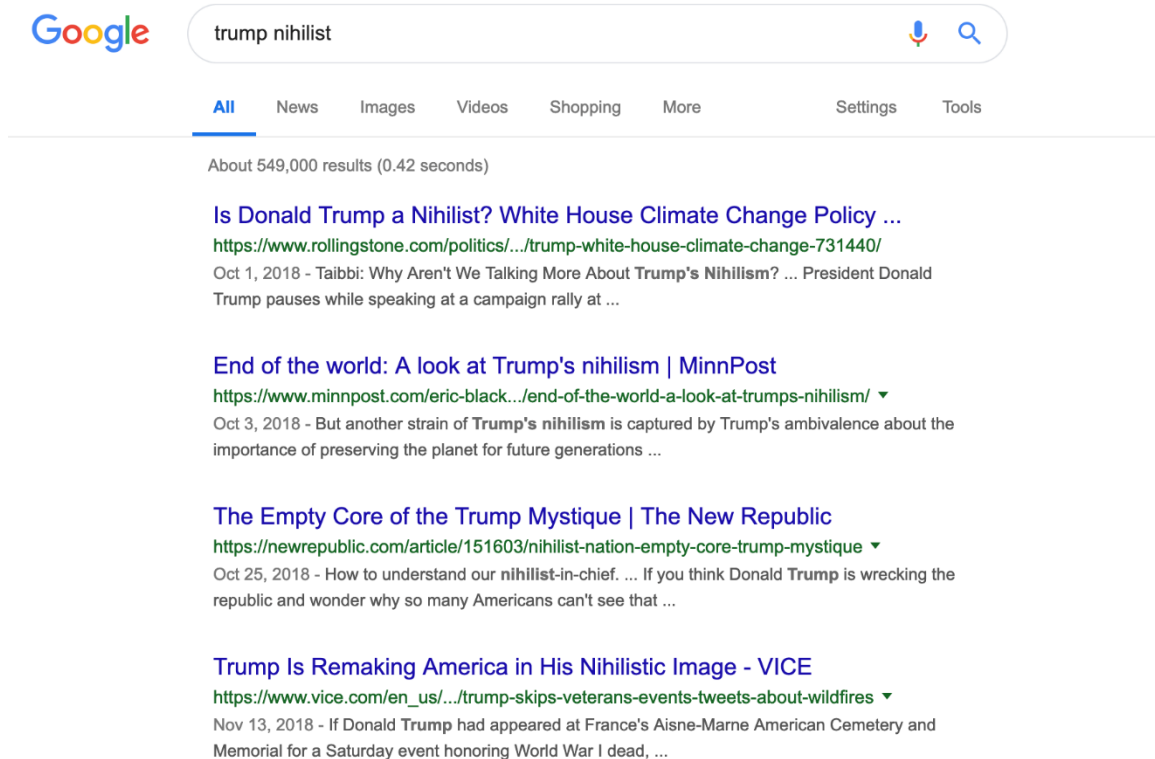 Google
trump nihilist
All News Images Videos Shopping More Settings Tools
About 549,000 results (0.42 seconds)
Is Donald Trump a Nihilist? White House Climate Change Policy ...
https://www.rollingstone.com/politics/.../trump-white-house-climate-change-731440/
Oct 1, 2018 - Taibbi: Why Aren't We Talking More About Trump's Nihilism? ... President Donald
Trump pauses while speaking at a campaign rally at ...
End of the world: A look at Trump's nihilism | MinnPost
https://www.minnpost.com/eric-black.../end-of-the-world-a-look-at-trumps-nihilism/
Oct 3, 2018 - But another strain of Trump's nihilism is captured by Trump's ambivalence about the
importance of preserving the planet for future generations ...
The Empty Core of the Trump Mystique | The New Republic
https://newrepublic.com/article/151603/nihilist-nation-empty-core-trump-mystique
Oct 25, 2018 - How to understand our nihilist-in-chief. ... If you think Donald Trump is wrecking the
republic and wonder why so many Americans can't see that ...
Trump Is Remaking America in His Nihilistic Image - VICE
https://www.vice.com/en_us/.../trump-skips-veterans-events-tweets-about-wildfires
Nov 13, 2018 - If Donald Trump had appeared at France's Aisne-Marne American Cemetery and
Memorial for a Saturday event honoring World War I dead, ...